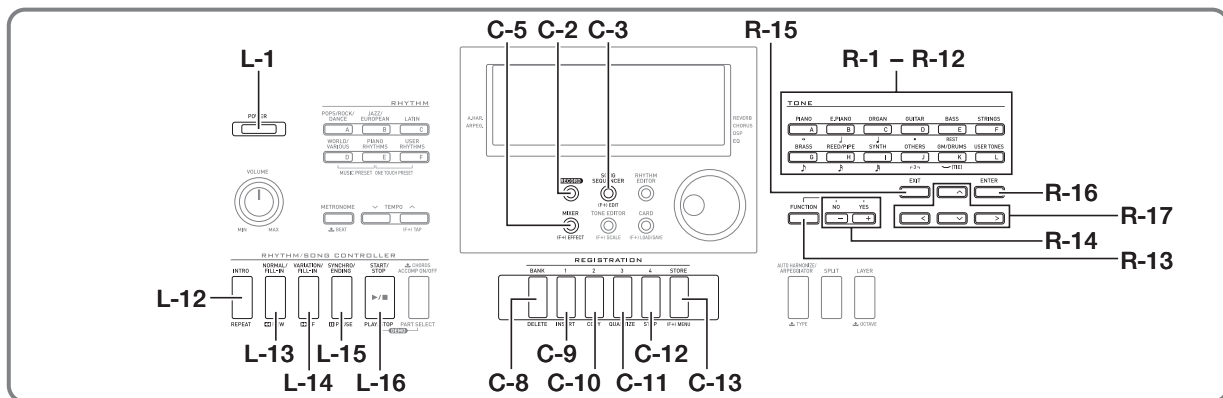 C-5 C-2 C-3
R-15
R-1 – R-12
L-1
POWER
RHYTHM
POPS/ROCK/DANCE JAZZ/EUROPEAN LATIN
A B C
WORLD/VARIOUS PIANO RHYTHMS USER RHYTHMS
D E F
MUSIC PRESET ONE TOUCH PRESET
VOLUME
MIN MAX
METRONOME TEMPO
BEAT (F+) TAP
A.HAR.
ARPEG.
REVERB
CHORUS
DSP
EQ
RECORD SONG SEQUENCER RHYTHM EDITOR
(F+) EDIT
MIXER TONE EDITOR CARD
(F+) EFFECT (F+) SCALE (F+) LOAD/SAVE
TONE
PIANO E.PIANO ORGAN GUITAR BASS STRINGS
A B C D E F
REST
BRASS REED/PIPE SYNTH OTHERS GM/DRUMS USER TONES
G H I J K L
(TIE)
EXIT ENTER
R-16
FUNCTION NO YES
− +
R-17
R-14
R-13
RHYTHM/SONG CONTROLLER
INTRO NORMAL/FILL-IN VARIATION/FILL-IN SYNCHRO/ENDING START/STOP CHORDS ACCOMP ON/OFF
REPEAT PART SELECT
DEMO
L-12
L-13 L-15
L-14 L-16
REGISTRATION
BANK 1 2 3 4 STORE
DELETE INSERT COPY QUANTIZE STEP (F+) MENU
C-9 C-12
C-8 C-10 C-11 C-13
AUTO HARMONIZE/ARPEGGIATOR SPLIT LAYER
TYPE OCTAVE